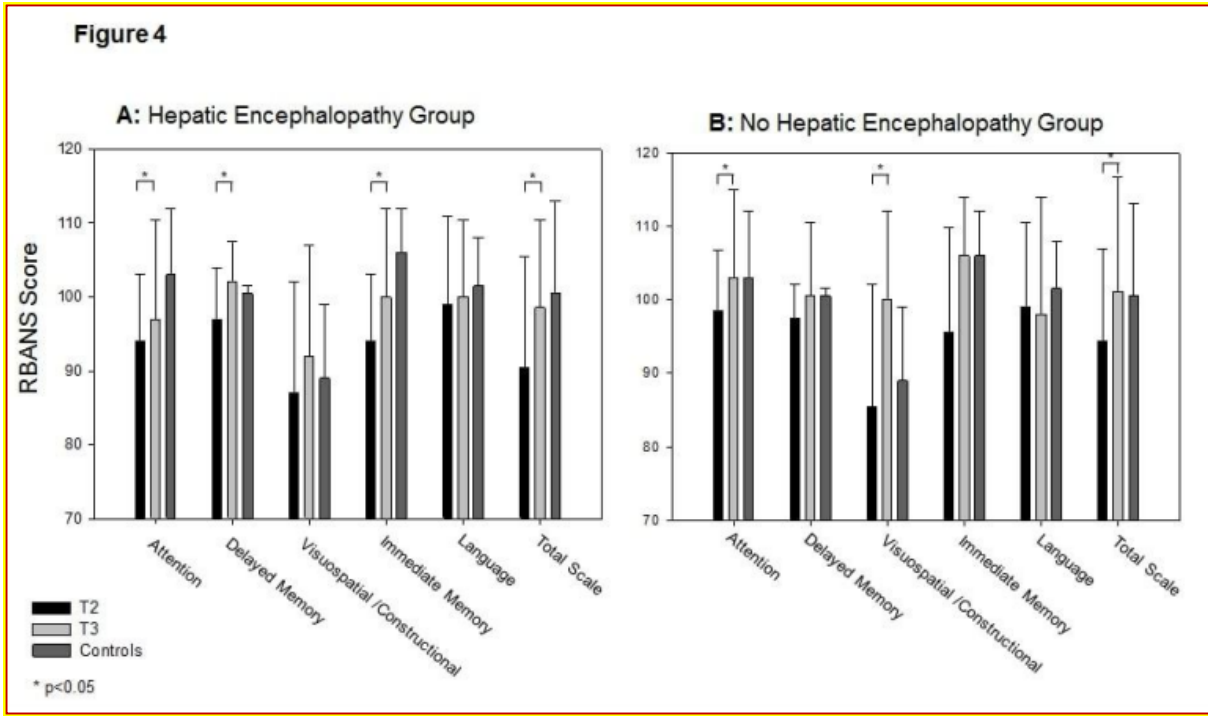 Figure 4
A: Hepatic Encephalopathy Group
RBANS Score
120
110
100
90
80
70
*
*
*
*
Attention
Delayed Memory
Visuospatial /Constructional
Immediate Memory
Language
Total Scale
B: No Hepatic Encephalopathy Group
120
110
100
90
80
70
*
*
*
Attention
Delayed Memory
Visuospatial /Constructional
Immediate Memory
Language
Total Scale
T2
T3
Controls
* p<0.05